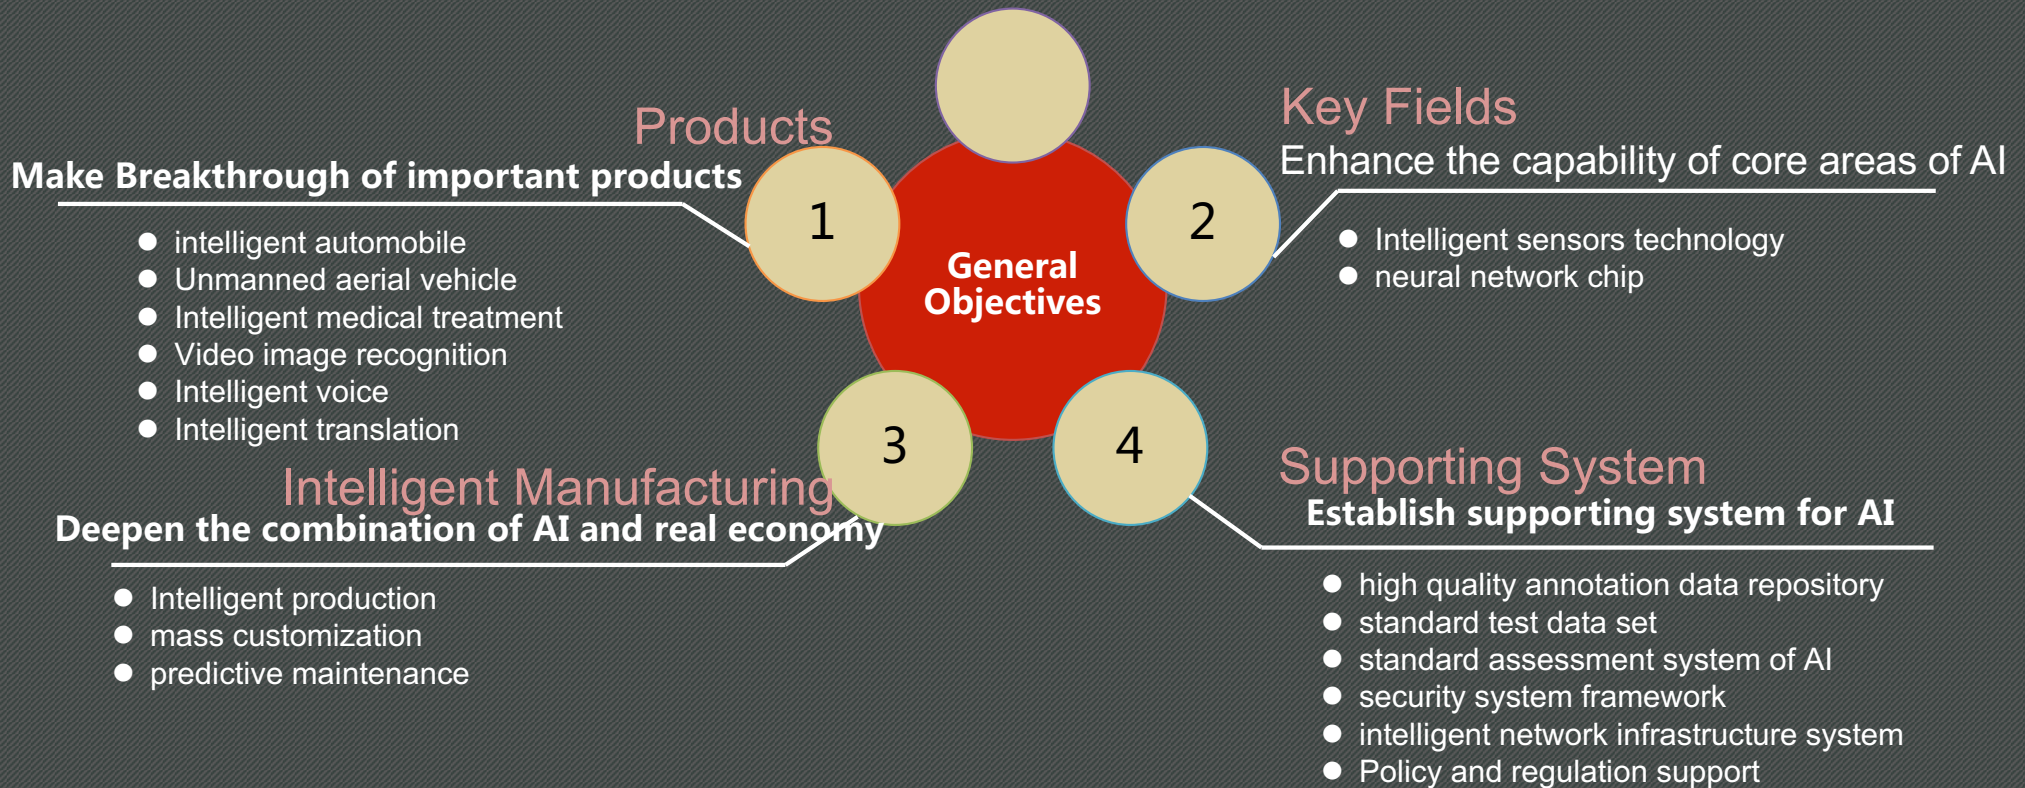 Products
Make Breakthrough of important products
1
intelligent automobile
Unmanned aerial vehicle
Intelligent medical treatment
Video image recognition
Intelligent voice
Intelligent translation
General
Objectives
2
Key Fields
Enhance the capability of core areas of AI
Intelligent sensors technology
neural network chip
3
Intelligent Manufacturing
Deepen the combination of AI and real economy
Intelligent production
mass customization
predictive maintenance
4
Supporting System
Establish supporting system for AI
high quality annotation data repository
standard test data set
standard assessment system of AI
security system framework
intelligent network infrastructure system
Policy and regulation support